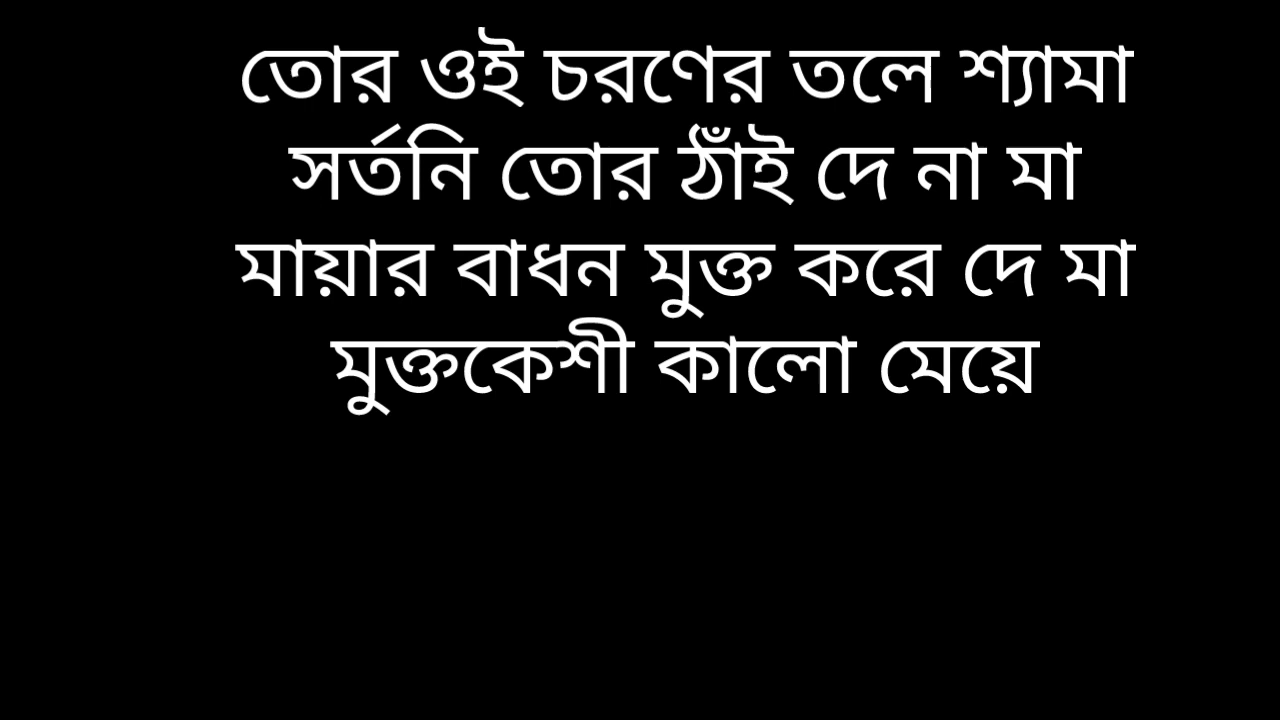 তোর ওই চরণের তলে শ্যামা
সর্তনি তোর ঠাঁই দে না মা
মায়ার বাধন মুক্ত করে দে মা
মুক্তকেশী কালো মেয়ে